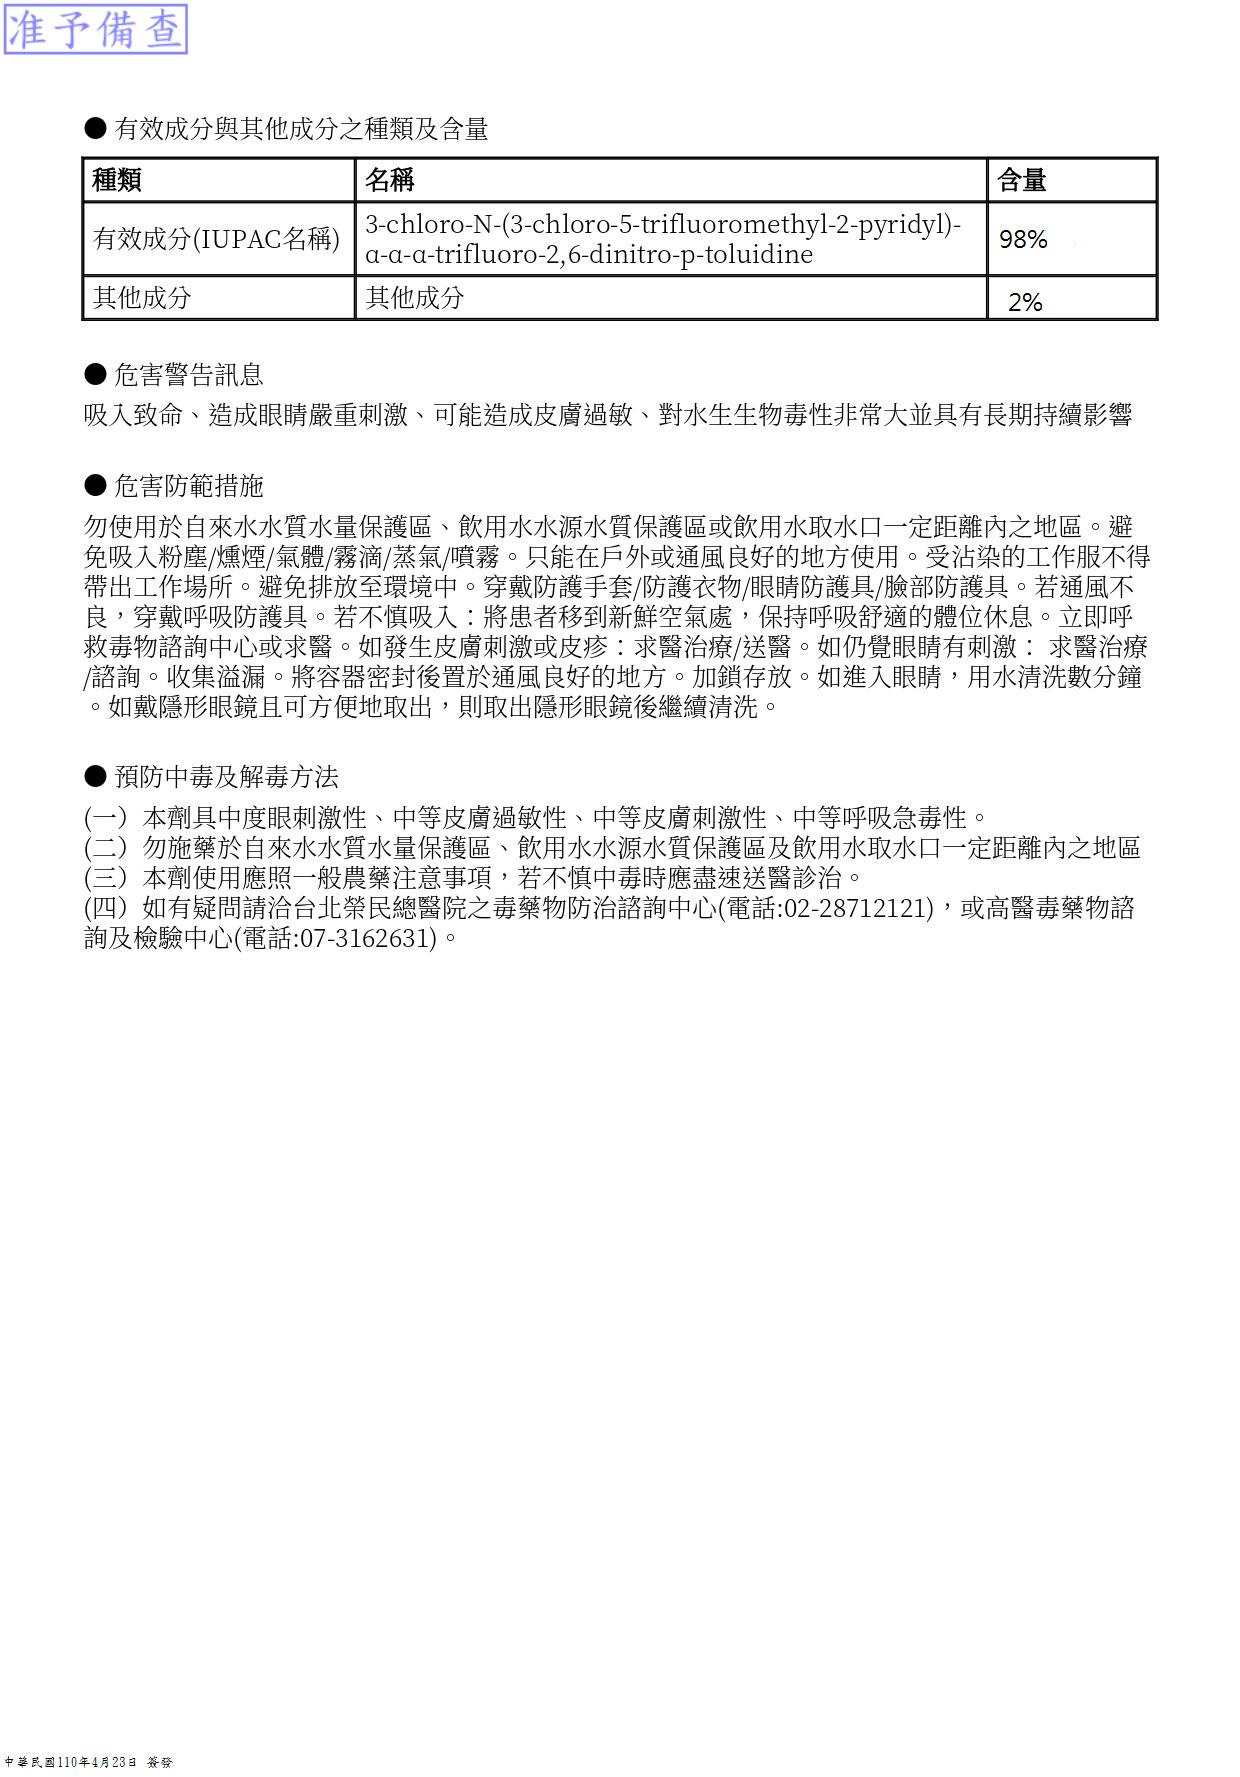 准予備查
● 有效成分與其他成分之種類及含量
種類 名稱 含量
有效成分(IUPAC名稱) 3-chloro-N-(3-chloro-5-trifluoromethyl-2-pyridyl)-
α-α-α-trifluoro-2,6-dinitro-p-toluidine 98%
其他成分 其他成分 2%
● 危害警告訊息
吸入致命、造成眼睛嚴重刺激、可能造成皮膚過敏、對水生生物毒性非常大並具有長期持續影響
● 危害防範措施
勿使用於自來水水質水量保護區、飲用水水源水質保護區或飲用水取水口一定距離內之地區。避
免吸入粉塵/燻煙/氣體/霧滴/蒸氣/噴霧。只能在戶外或通風良好的地方使用。受沾染的工作服不得
帶出工作場所。避免排放至環境中。穿戴防護手套/防護衣物/眼睛防護具/臉部防護具。若通風不
良，穿戴呼吸防護具。若不慎吸入：將患者移到新鮮空氣處，保持呼吸舒適的體位休息。立即呼
救毒物諮詢中心或求醫。如發生皮膚刺激或皮疹：求醫治療/送醫。如仍覺眼睛有刺激： 求醫治療
/諮詢。收集溢漏。將容器密封後置於通風良好的地方。加鎖存放。如進入眼睛，用水清洗數分鐘
。如戴隱形眼鏡且可方便地取出，則取出隱形眼鏡後繼續清洗。
● 預防中毒及解毒方法
(一）本劑具中度眼刺激性、中等皮膚過敏性、中等皮膚刺激性、中等呼吸急毒性。
(二）勿施藥於自來水水質水量保護區、飲用水水源水質保護區及飲用水取水口一定距離內之地區
(三）本劑使用應照一般農藥注意事項，若不慎中毒時應盡速送醫診治。
(四）如有疑問請洽台北榮民總醫院之毒藥物防治諮詢中心(電話:02-28712121)，或高醫毒藥物諮
詢及檢驗中心(電話:07-3162631)。
中華民國110年4月23日 簽發